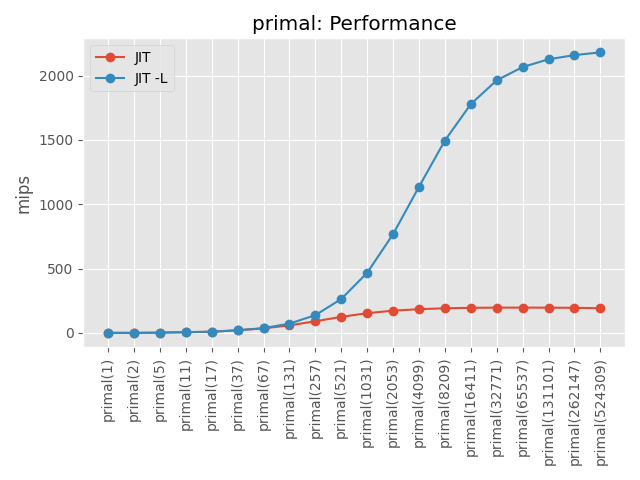 primal: Performance
JIT
JIT -L
mips
2000
1500
1000
500
0
primal(1)
primal(2)
primal(5)
primal(11)
primal(17)
primal(37)
primal(67)
primal(131)
primal(257)
primal(521)
primal(1031)
primal(2053)
primal(4099)
primal(8209)
primal(16411)
primal(32771)
primal(65537)
primal(131101)
primal(262147)
primal(524309)